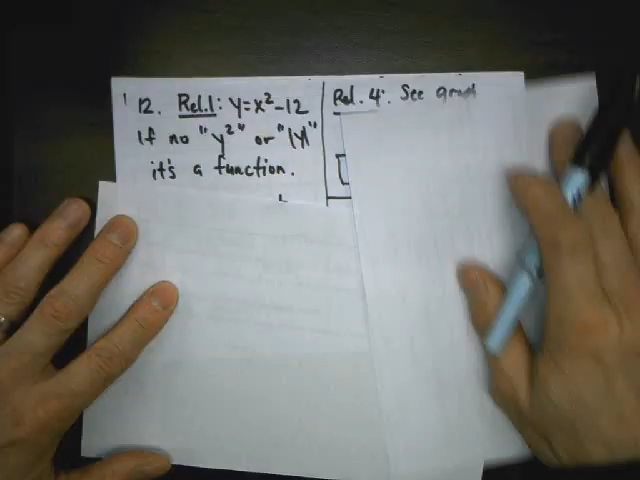 12. Rel.1: y=x²-12
If no "y²" or "|y|"
it's a function.
Rel. 4: See